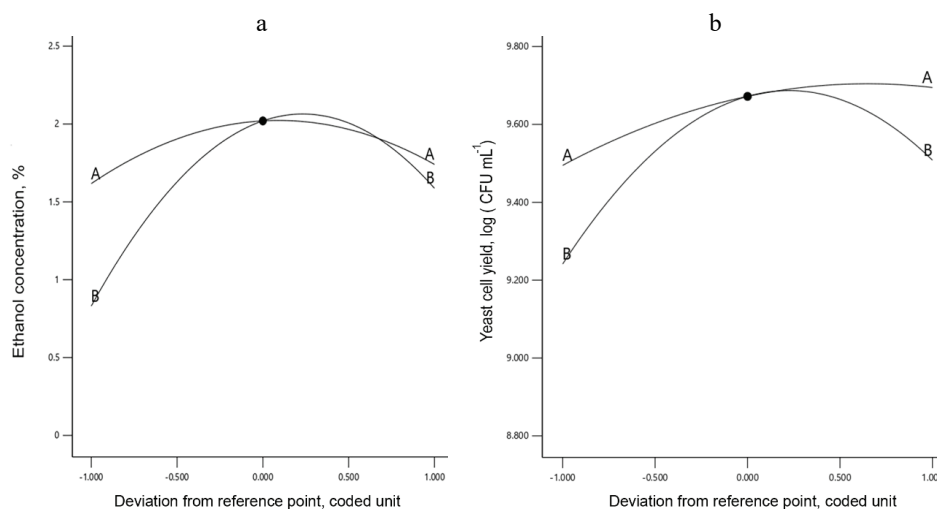 a
2.5
2
1.5
1
0.5
0
Ethanol concentration, %
A
B
A
B
-1.000
-0.500
0.000
0.500
1.000
Deviation from reference point, coded unit
b
9.800
9.600
9.400
9.200
9.000
8.800
Yeast cell yield, log ( CFU mL-1)
A
B
A
B
-1.000
-0.500
0.000
0.500
1.000
Deviation from reference point, coded unit